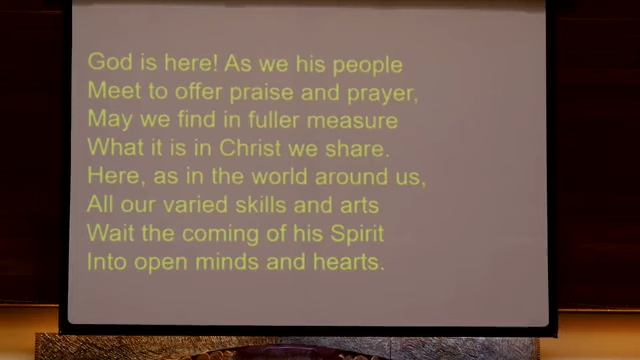 God is here! As we his people
Meet to offer praise and prayer,
May we find in fuller measure
What it is in Christ we share.
Here, as in the world around us,
All our varied skills and arts
Wait the coming of his Spirit
Into open minds and hearts.